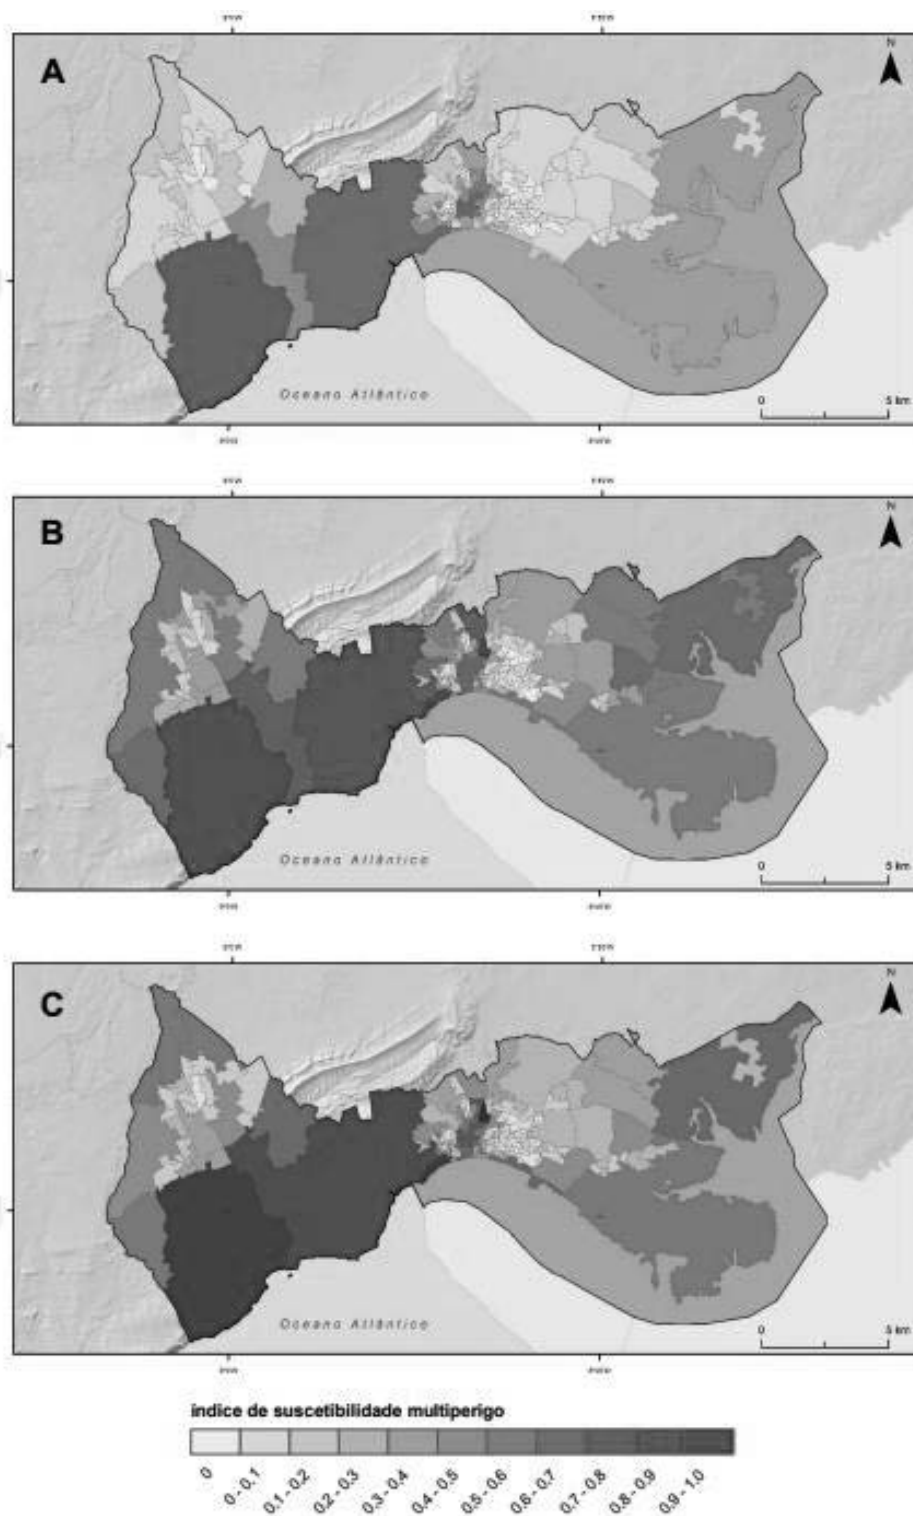 A
N
Oceano Atlântico
0 5 km
B
N
Oceano Atlântico
0 5 km
C
N
Oceano Atlântico
0 5 km
índice de suscetibilidade multiperigo
0
0 - 0,1
0,1 - 0,2
0,2 - 0,3
0,3 - 0,4
0,4 - 0,5
0,5 - 0,6
0,6 - 0,7
0,7 - 0,8
0,8 - 0,9
0,9 - 1,0